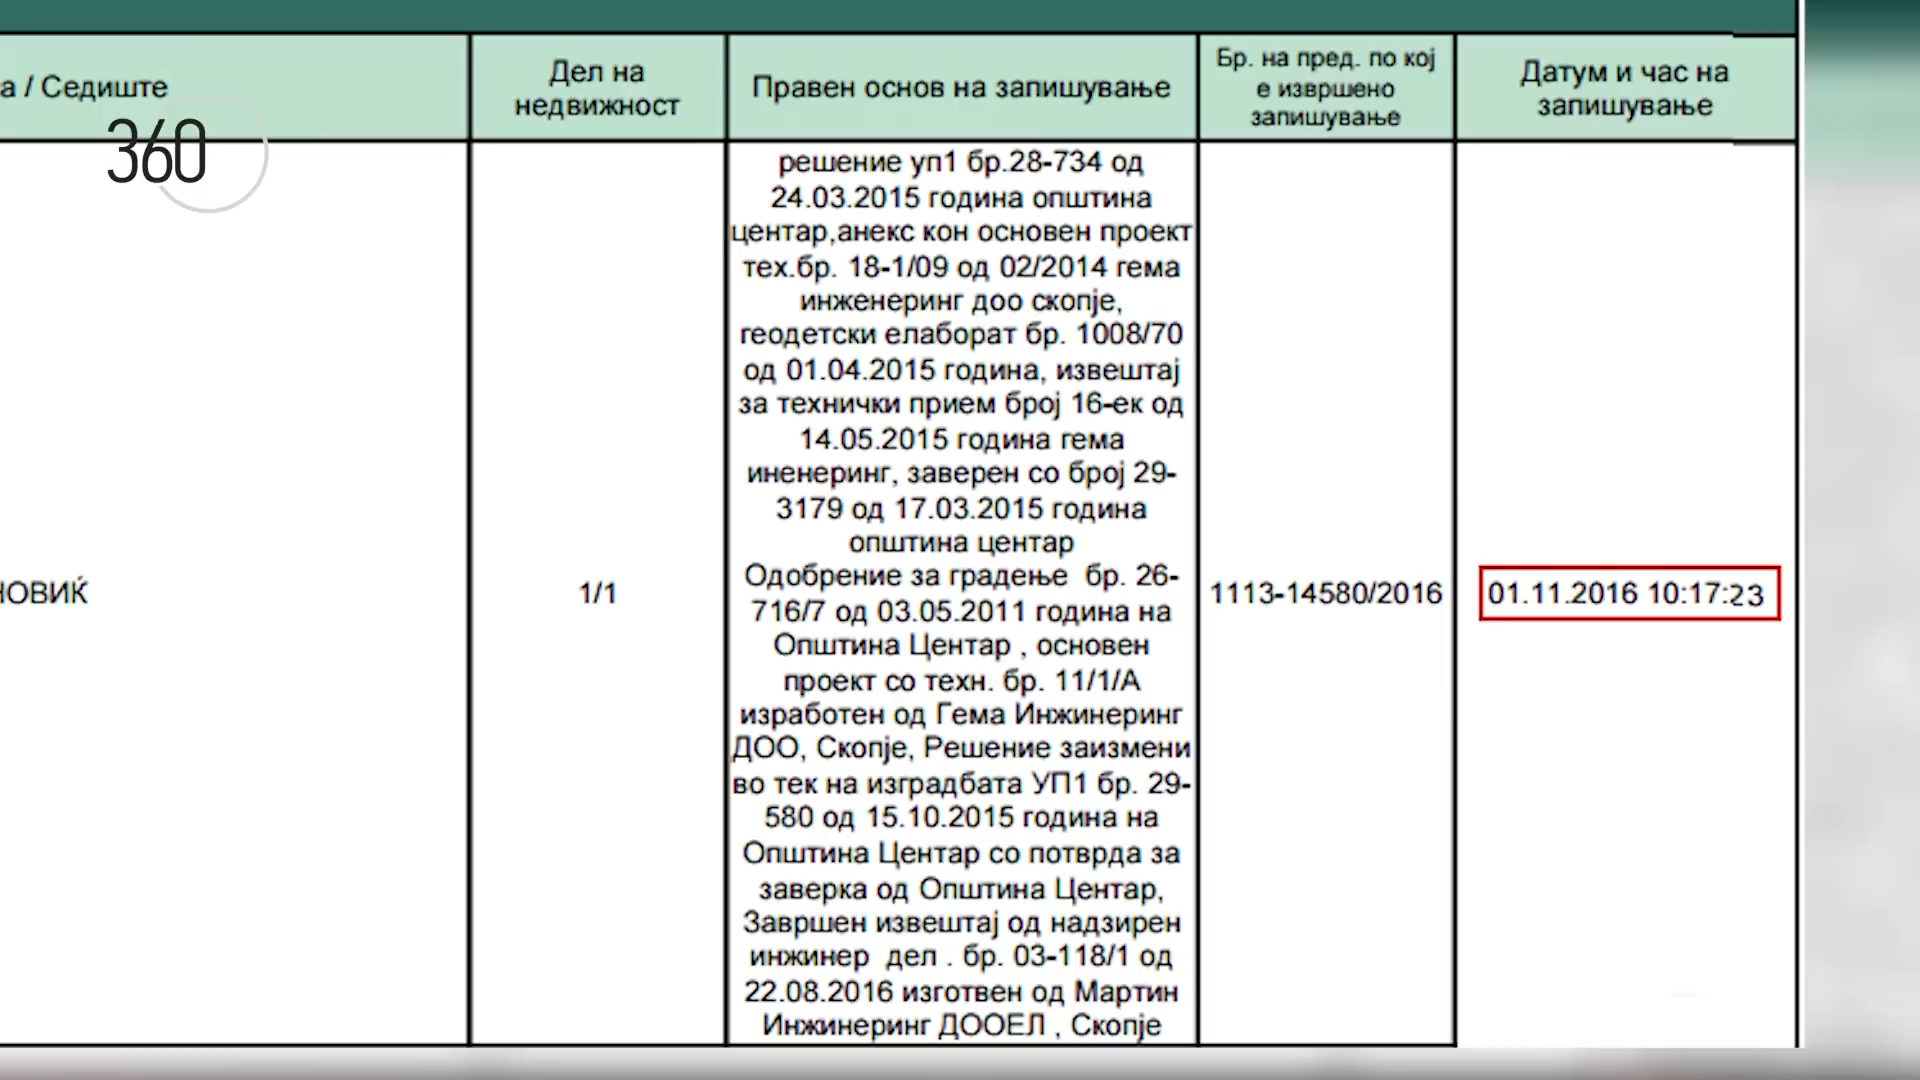 а / Седиште
Дел на
недвижност
Правен основ на запишување
Бр. на пред. по кој
е извршено
запишување
Датум и час на
запишување
360
НОВИЌ
1/1
решение уп1 бр.28-734 од
24.03.2015 година општина
центар,анекс кон основен проект
тех.бр. 18-1/09 од 02/2014 гема
инженеринг доо скопје,
геодетски елаборат бр. 1008/70
од 01.04.2015 година, извештај
за технички прием број 16-ек од
14.05.2015 година гема
иненеринг, заверен со број 29-
3179 од 17.03.2015 година
општина центар
Одобрение за градење бр. 26-
716/7 од 03.05.2011 година на
Општина Центар , основен
проект со техн. бр. 11/1/А
изработен од Гема Инжинеринг
ДОО, Скопје, Решение заизмени
во тек на изградбата УП1 бр. 29-
580 од 15.10.2015 година на
Општина Центар со потврда за
заверка од Општина Центар,
Завршен извештај од надзирен
инжинер дел . бр. 03-118/1 од
22.08.2016 изготвен од Мартин
Инжинеринг ДООЕЛ , Скопје
1113-14580/2016
01.11.2016 10:17:23